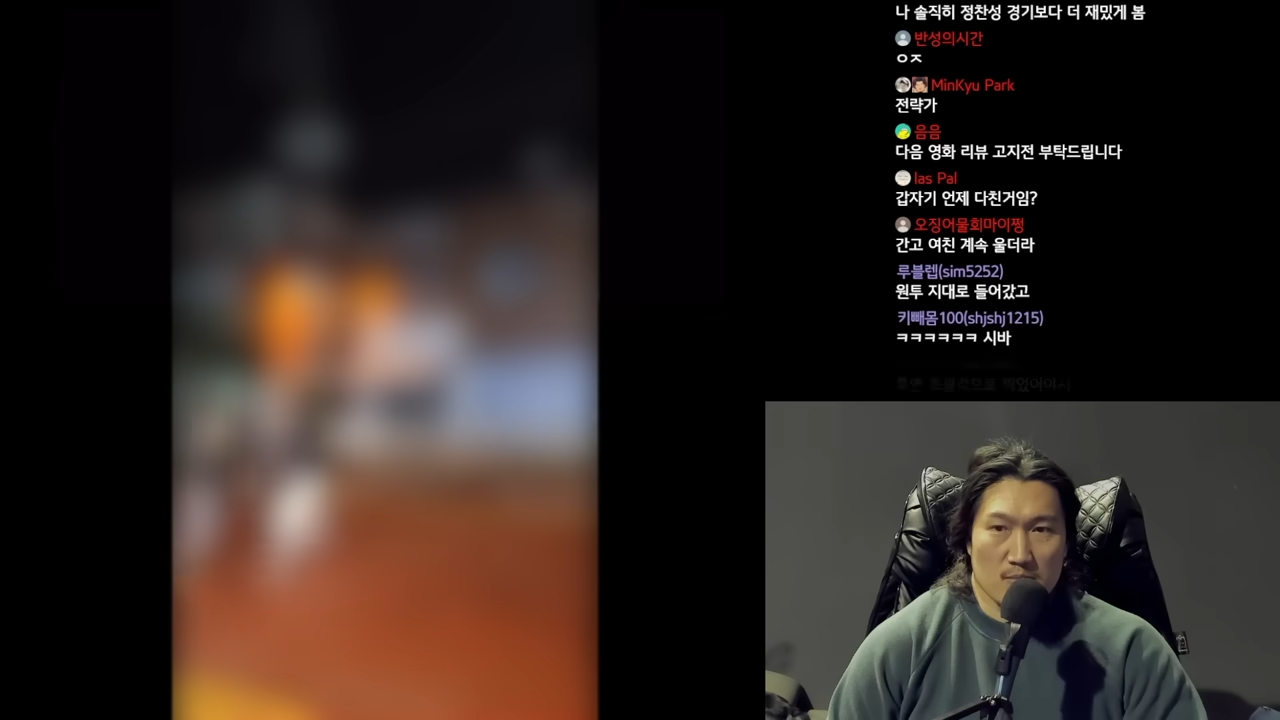 나 솔직히 정찬성 경기보다 더 재밌게 봄
반성의시간
ㅇㅈ
MinKyu Park
전략가
음음
다음 영화 리뷰 고지전 부탁드립니다
las Pal
갑자기 언제 다친거임?
오징어물회마이쩡
간고 여친 계속 울더라
루블렙(sim5252)
원투 지대로 들어갔고
키빼몸100(shjshj1215)
ㅋㅋㅋㅋㅋㅋ 시바